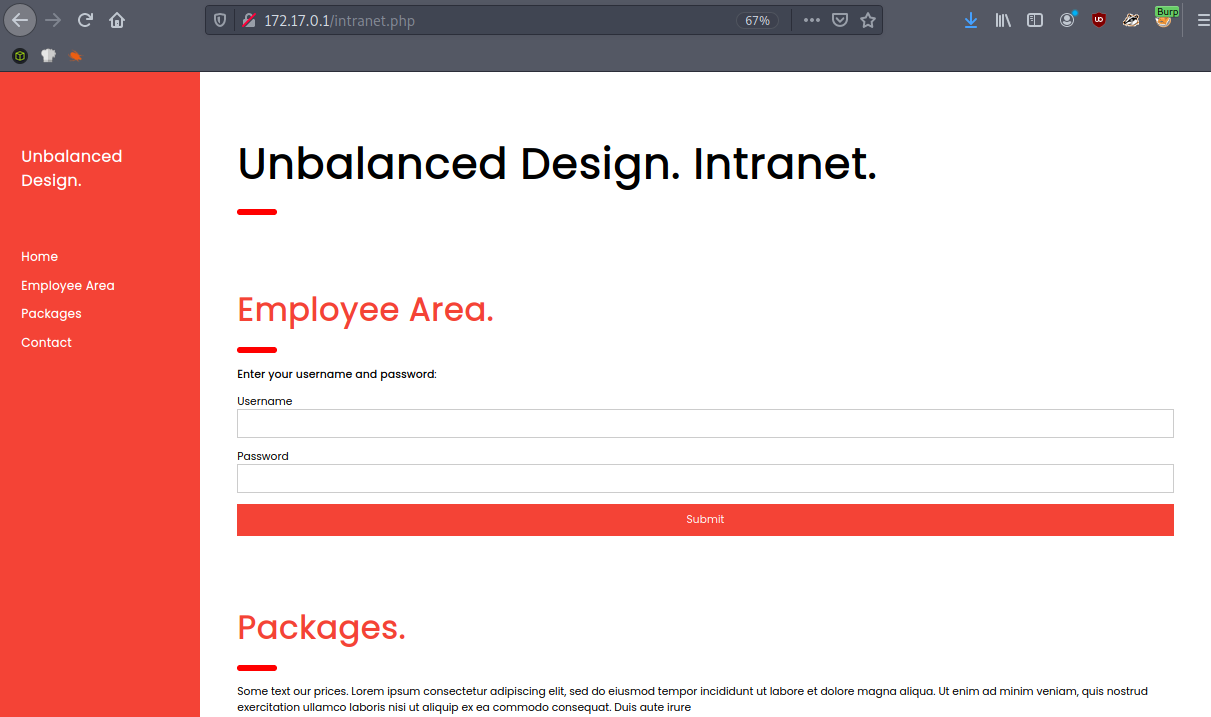 172.17.0.1/intranet.php
67%
Burp
UD
Unbalanced
Design.
Home
Employee Area
Packages
Contact
Unbalanced Design. Intranet.
Employee Area.
Enter your username and password:
Username
Password
Submit
Packages.
Some text our prices. Lorem ipsum consectetur adipiscing elit, sed do eiusmod tempor incididunt ut labore et dolore magna aliqua. Ut enim ad minim veniam, quis nostrud
exercitation ullamco laboris nisi ut aliquip ex ea commodo consequat. Duis aute irure